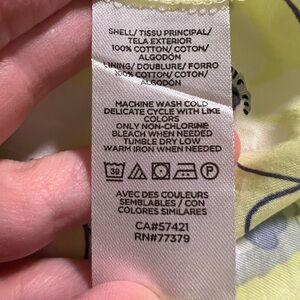 SHELL/ TISSU PRINCIPAL/
TELA EXTERIOR
100% COTTON/ COTON/
ALGODÓN
LINING/ DOUBLURE/ FORRO
100% COTTON/ COTON/
ALGODÓN
MACHINE WASH COLD
DELICATE CYCLE WITH LIKE
COLORS
ONLY NON-CHLORINE
BLEACH WHEN NEEDED
TUMBLE DRY LOW
WARM IRON WHEN NEEDED
30
P
AVEC DES COULEURS
SEMBLABLES / CON
COLORES SIMILARES
CA#57421
RN#77379